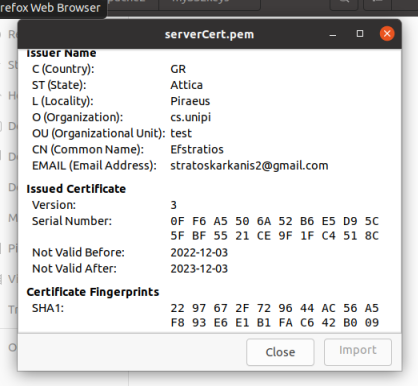 refox Web Browser
serverCert.pem
Issuer Name
C (Country): GR
ST (State): Attica
L (Locality): Piraeus
O (Organization): cs.unipi
OU (Organizational Unit): test
CN (Common Name): Efstratios
EMAIL (Email Address): stratoskarkanis2@gmail.com
Issued Certificate
Version: 3
Serial Number: 0F F6 A5 50 6A 52 B6 E5 D9 5C
5F BF 55 21 CE 9F 1F C4 51 8C
Not Valid Before: 2022-12-03
Not Valid After: 2023-12-03
Certificate Fingerprints
SHA1: 22 97 67 2F 72 96 44 AC 56 A5
F8 93 E6 E1 B1 FA C6 42 B0 09
Close
Import